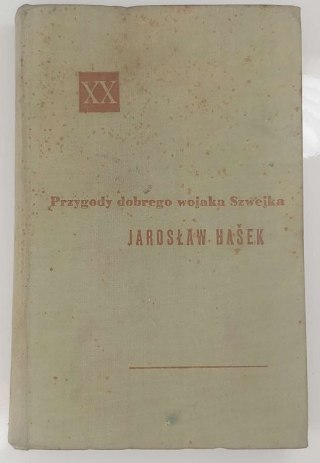 XX
Przygody dobrego wojaka Szwejka
JAROSŁAW HAŠEK